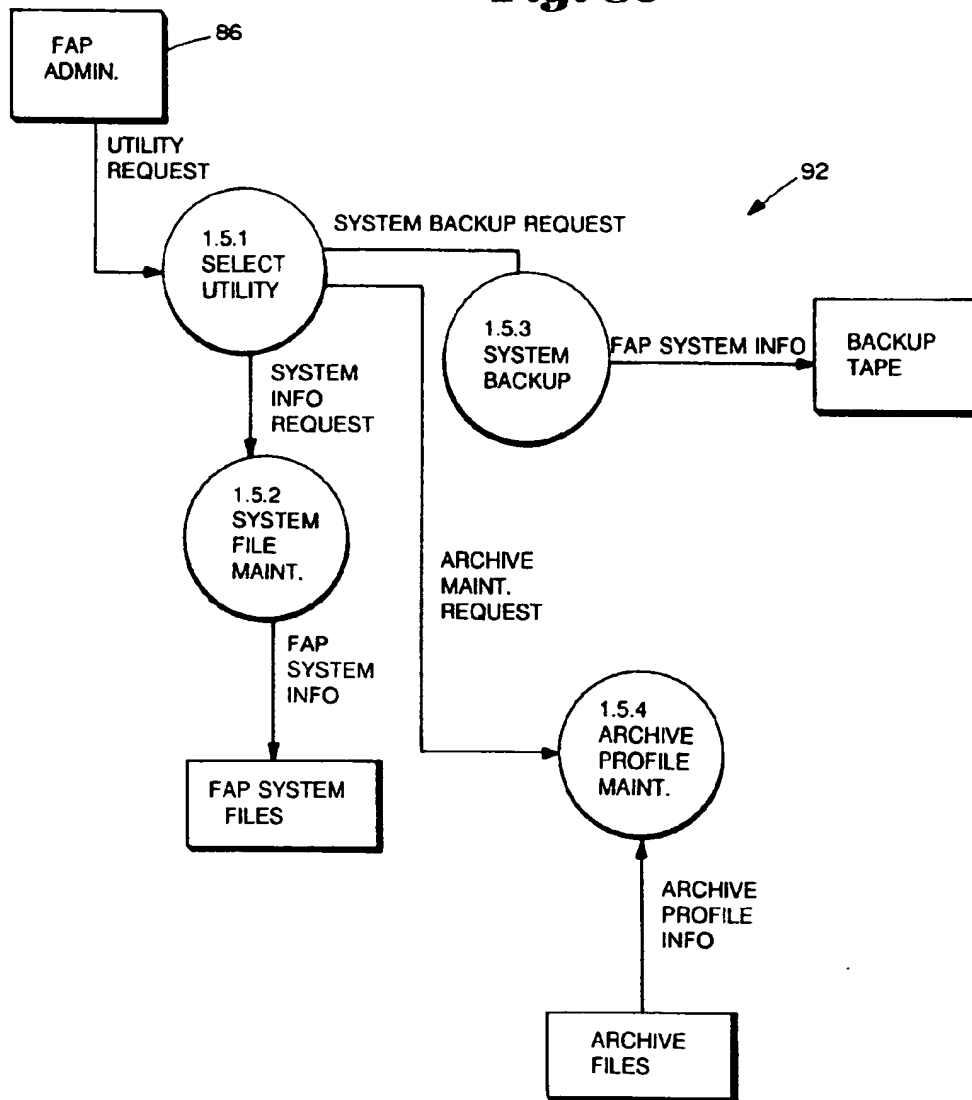 FAP
ADMIN.
86
UTILITY
REQUEST
92
SYSTEM BACKUP REQUEST
1.5.1
SELECT
UTILITY
1.5.3
SYSTEM
BACKUP
FAP SYSTEM INFO
BACKUP
TAPE
SYSTEM
INFO
REQUEST
1.5.2
SYSTEM
FILE
MAINT.
ARCHIVE
MAINT.
REQUEST
FAP
SYSTEM
INFO
1.5.4
ARCHIVE
PROFILE
MAINT.
FAP SYSTEM
FILES
ARCHIVE
PROFILE
INFO
ARCHIVE
FILES